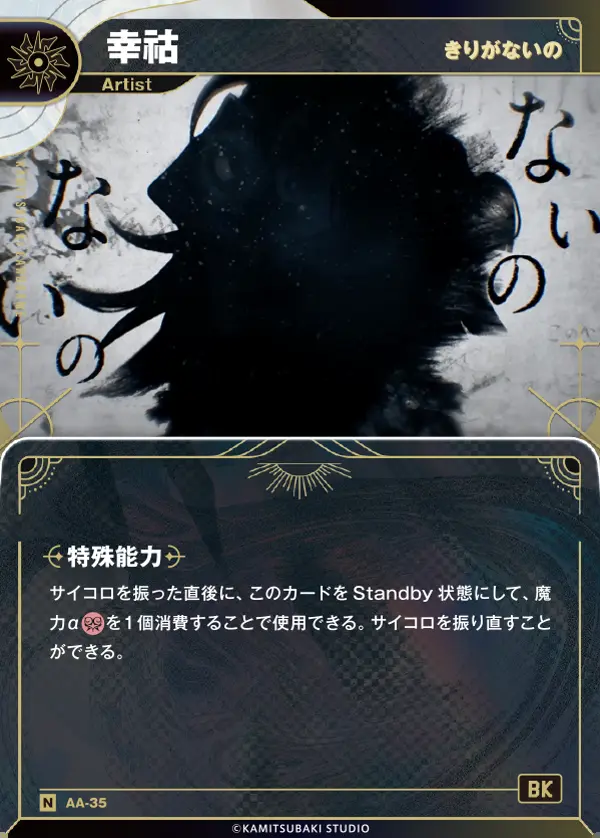 幸祜
きりがないの
Artist
ない
ないの
ないの
特殊能力
サイコロを振った直後に、このカードをStandby状態にして、魔
力αを1個消費することで使用できる。サイコロを振り直すこと
ができる。
BK
N AA-35
©KAMITSUBAKI STUDIO